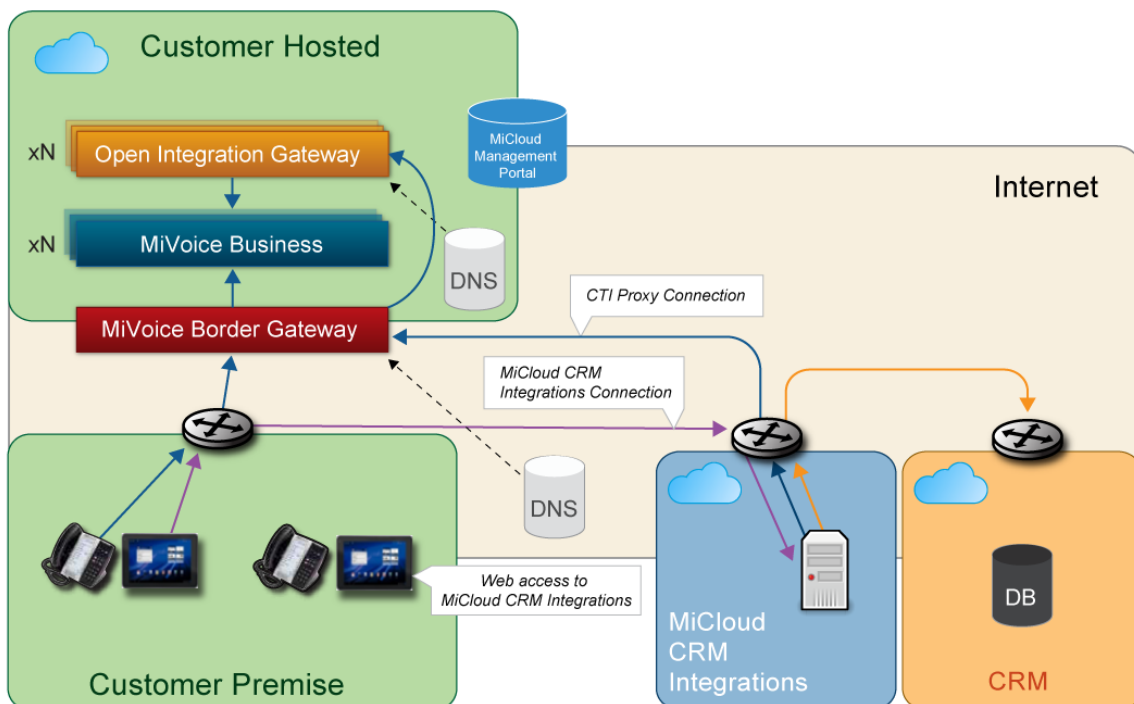 Customer Hosted
xN
Open Integration Gateway
MiCloud
Management
Portal
Internet
xN
MiVoice Business
DNS
CTI Proxy Connection
MiVoice Border Gateway
MiCloud CRM
Integrations Connection
DNS
Web access to
MiCloud CRM Integrations
DB
MiCloud
CRM
Integrations
Customer Premise
CRM